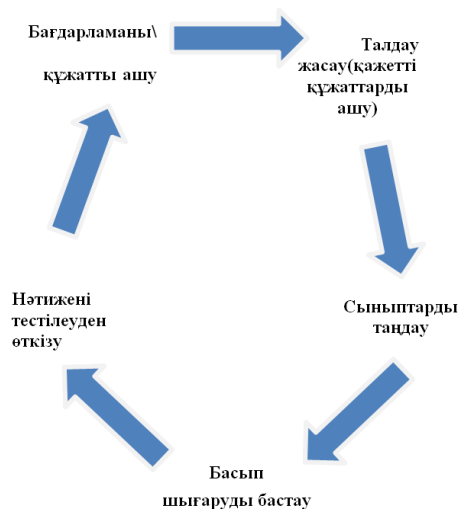 Бағдарламаны\
құжатты ашу
Талдау
жасау(қажетті
құжаттарды
ашу)
Сыныптарды
таңдау
Басып
шығаруды бастау
Нәтижені
тестілеуден
өткізу